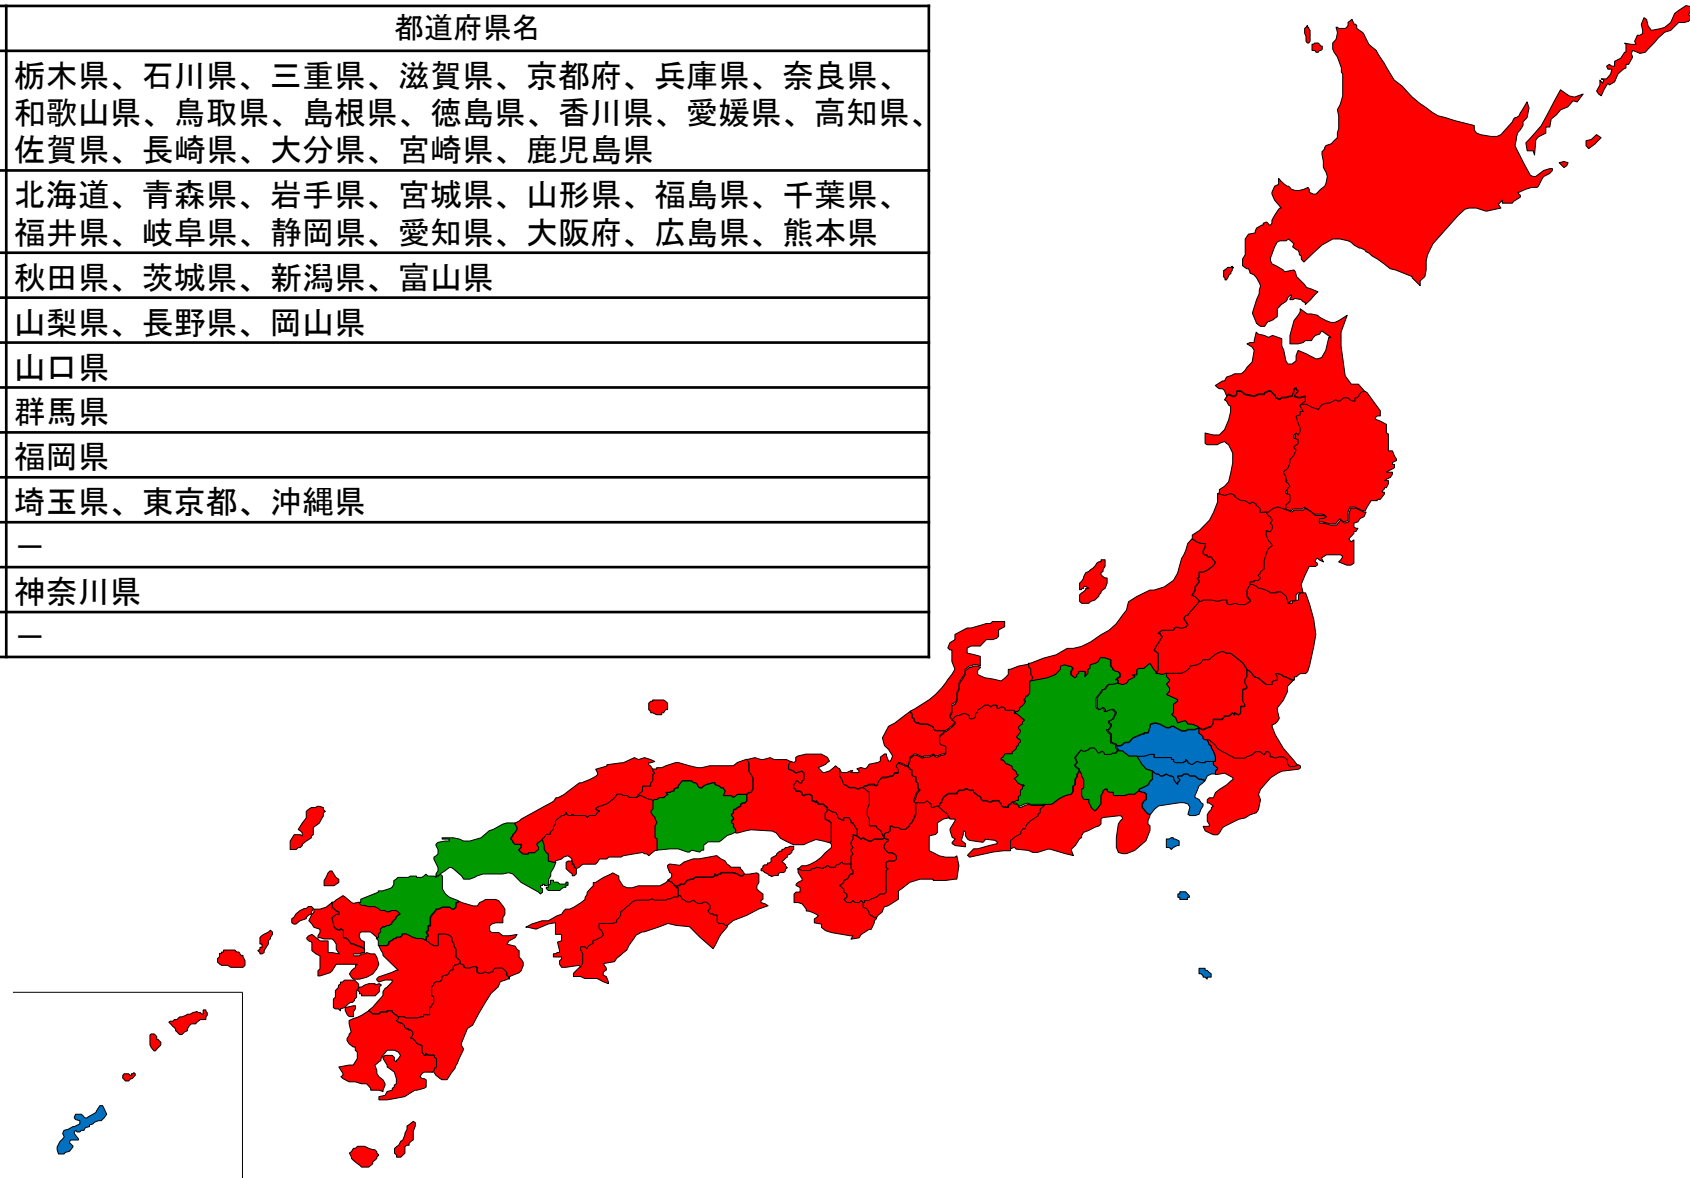 都道府県名
栃木県、石川県、三重県、滋賀県、京都府、兵庫県、奈良県、
和歌山県、鳥取県、島根県、徳島県、香川県、愛媛県、高知県、
佐賀県、長崎県、大分県、宮崎県、鹿児島県
北海道、青森県、岩手県、宮城県、山形県、福島県、千葉県、
福井県、岐阜県、静岡県、愛知県、大阪府、広島県、熊本県
秋田県、茨城県、新潟県、富山県
山梨県、長野県、岡山県
山口県
群馬県
福岡県
埼玉県、東京都、沖縄県
－
神奈川県
－